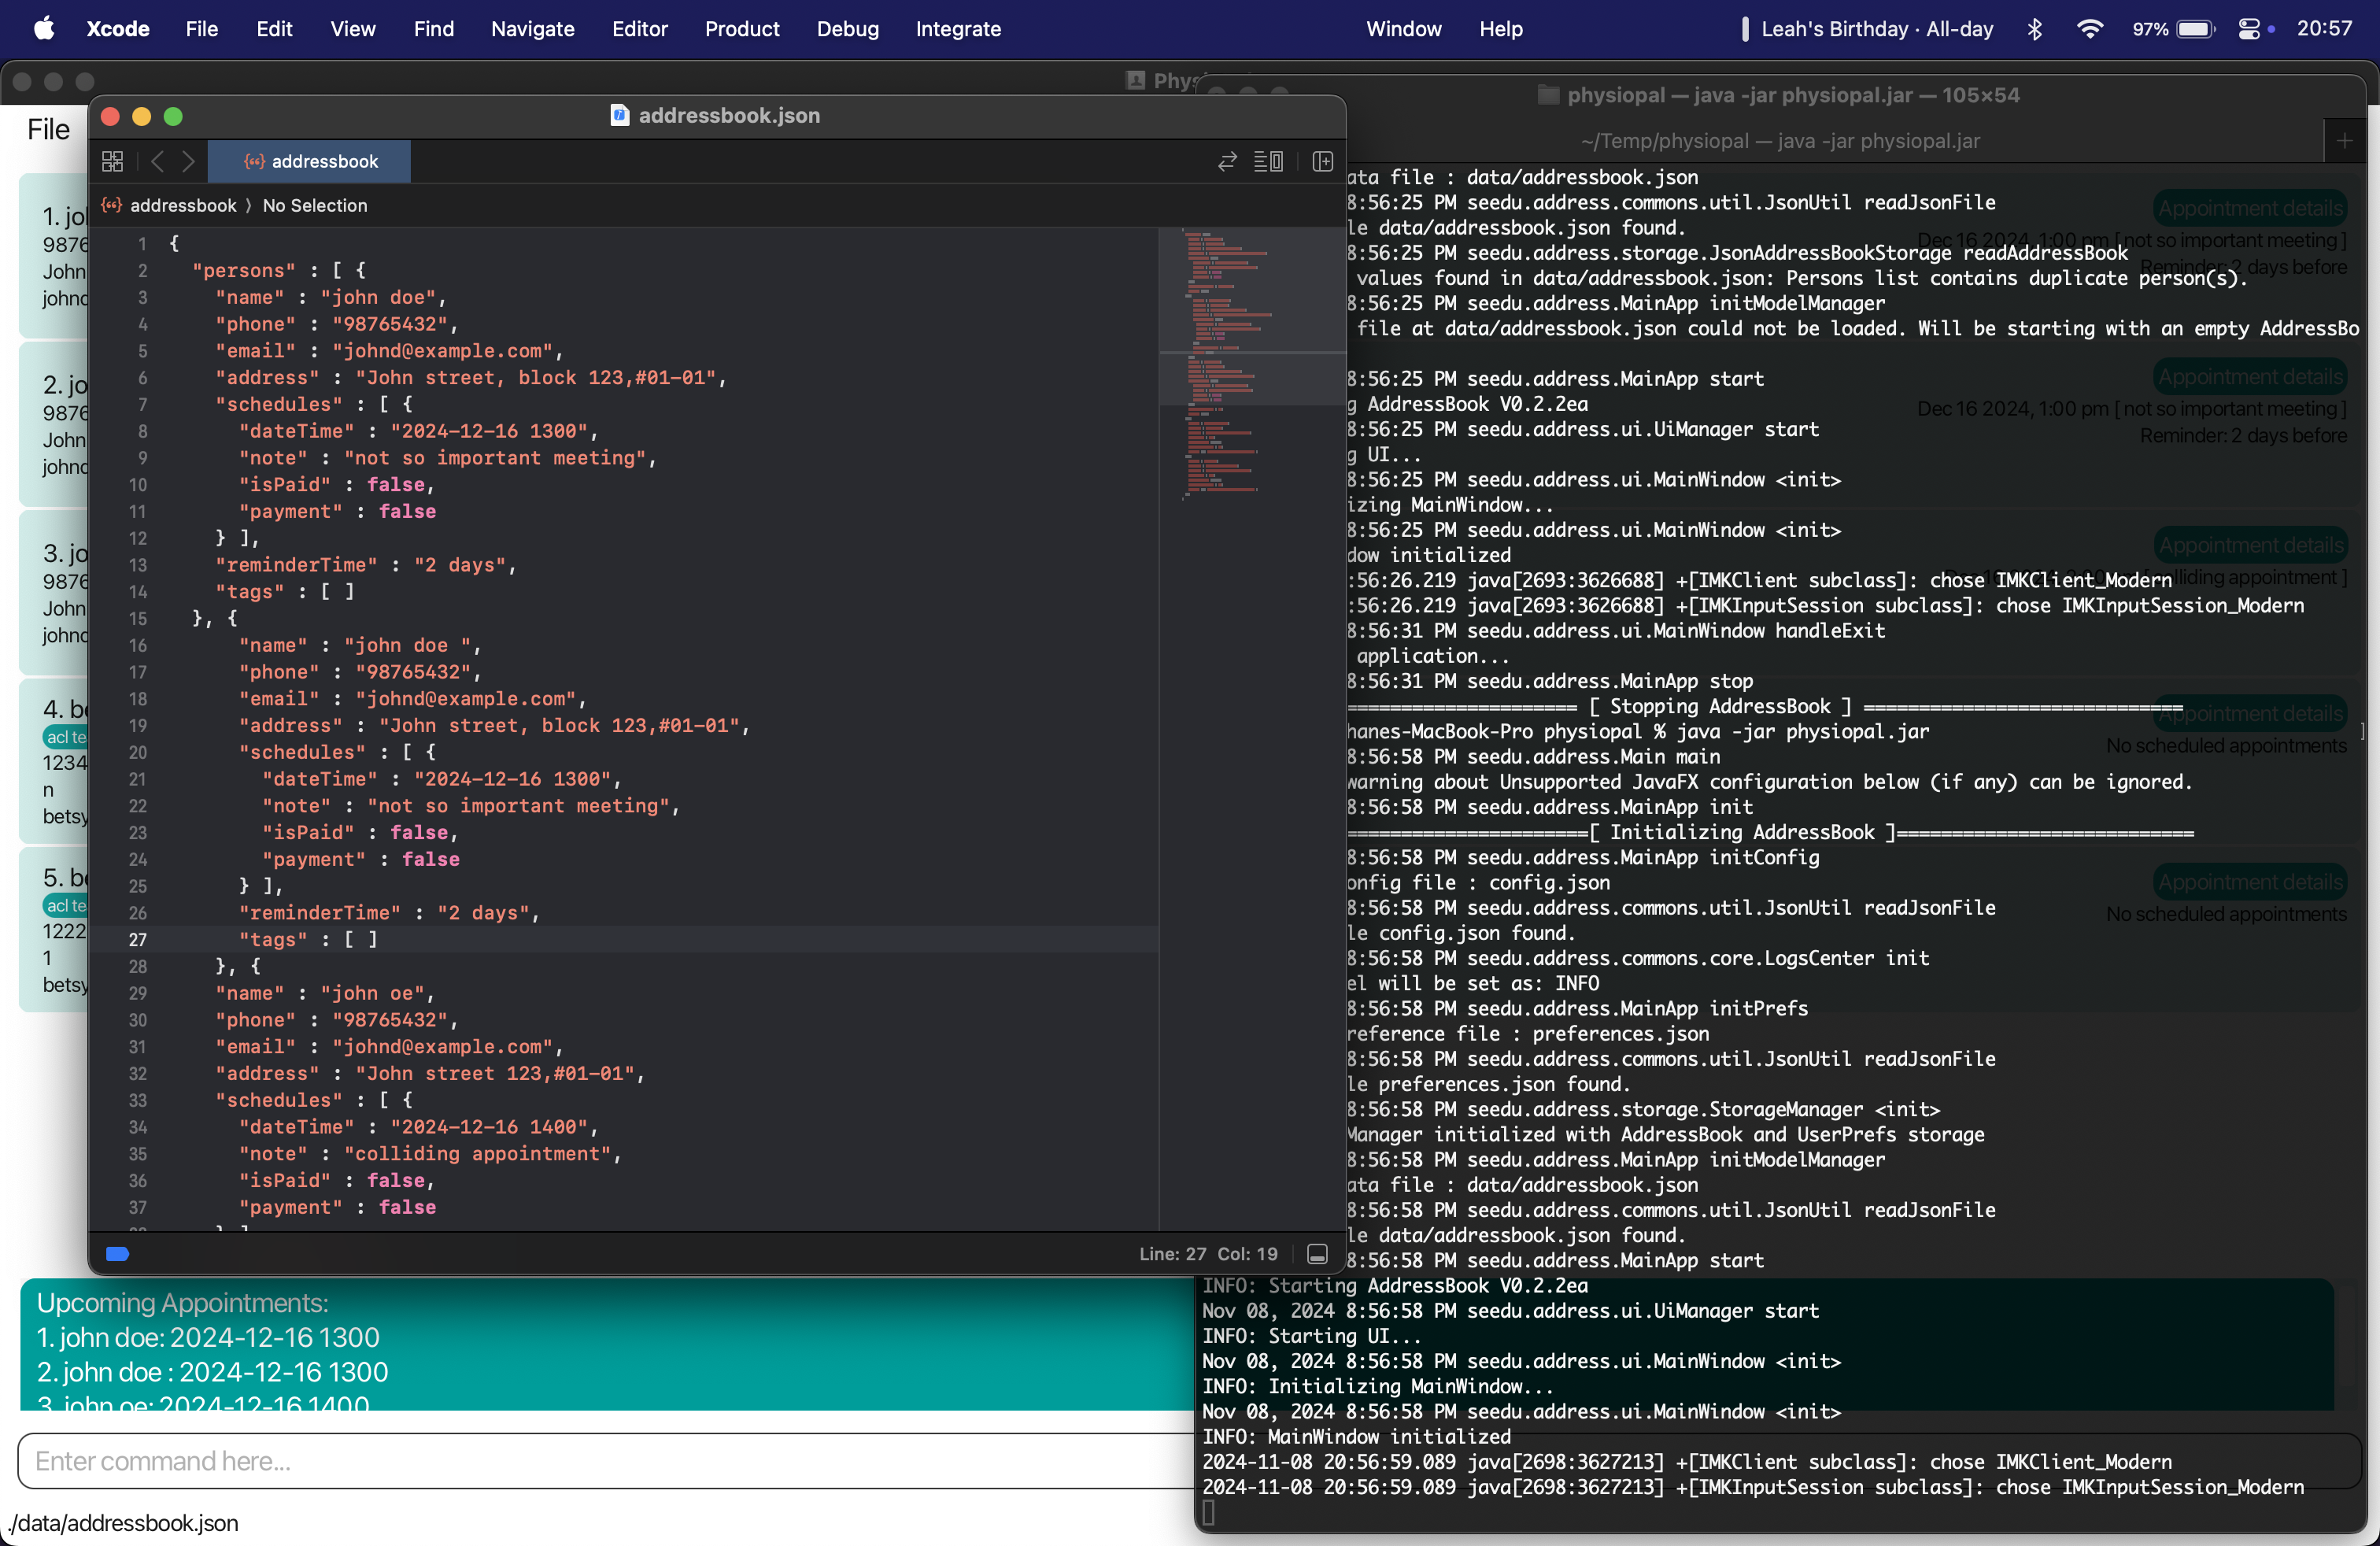 Xcode File Edit View Find Navigate Editor Product Debug Integrate Window Help Leah's Birthday · All-day 97% 20:57
File
1. jo
9876
John
johnd
2. jo
9876
John
johnd
3. jo
9876
John
johnd
4. be
acl te
1234
n
betsy
5. be
acl te
1222
1
betsy
addressbook.json
addressbook
addressbook 〉 No Selection
1 {
2 "persons" : [ {
3 "name" : "john doe",
4 "phone" : "98765432",
5 "email" : "johnd@example.com",
6 "address" : "John street, block 123,#01-01",
7 "schedules" : [ {
8 "dateTime" : "2024-12-16 1300",
9 "note" : "not so important meeting",
10 "isPaid" : false,
11 "payment" : false
12 } ],
13 "reminderTime" : "2 days",
14 "tags" : [ ]
15 }, {
16 "name" : "john doe ",
17 "phone" : "98765432",
18 "email" : "johnd@example.com",
19 "address" : "John street, block 123,#01-01",
20 "schedules" : [ {
21 "dateTime" : "2024-12-16 1300",
22 "note" : "not so important meeting",
23 "isPaid" : false,
24 "payment" : false
25 } ],
26 "reminderTime" : "2 days",
27 "tags" : [ ]
28 }, {
29 "name" : "john oe",
30 "phone" : "98765432",
31 "email" : "johnd@example.com",
32 "address" : "John street 123,#01-01",
33 "schedules" : [ {
34 "dateTime" : "2024-12-16 1400",
35 "note" : "colliding appointment",
36 "isPaid" : false,
37 "payment" : false
Line: 27 Col: 19
Phys
physiopal — java -jar physiopal.jar — 105×54
~/Temp/physiopal — java -jar physiopal.jar
ata file : data/addressbook.json
8:56:25 PM seedu.address.commons.util.JsonUtil readJsonFile
le data/addressbook.json found.
8:56:25 PM seedu.address.storage.JsonAddressBookStorage readAddressBook
values found in data/addressbook.json: Persons list contains duplicate person(s).
8:56:25 PM seedu.address.MainApp initModelManager
file at data/addressbook.json could not be loaded. Will be starting with an empty AddressBo
8:56:25 PM seedu.address.MainApp start
g AddressBook V0.2.2ea
8:56:25 PM seedu.address.ui.UiManager start
g UI...
8:56:25 PM seedu.address.ui.MainWindow <init>
izing MainWindow...
8:56:25 PM seedu.address.ui.MainWindow <init>
dow initialized
:56:26.219 java[2693:3626688] +[IMKClient subclass]: chose IMKClient_Modern
:56:26.219 java[2693:3626688] +[IMKInputSession subclass]: chose IMKInputSession_Modern
8:56:31 PM seedu.address.ui.MainWindow handleExit
application...
8:56:31 PM seedu.address.MainApp stop
===================== [ Stopping AddressBook ] =============================
hanes-MacBook-Pro physiopal % java -jar physiopal.jar
8:56:58 PM seedu.address.Main main
warning about Unsupported JavaFX configuration below (if any) can be ignored.
8:56:58 PM seedu.address.MainApp init
======================[ Initializing AddressBook ]===========================
8:56:58 PM seedu.address.MainApp initConfig
onfig file : config.json
8:56:58 PM seedu.address.commons.util.JsonUtil readJsonFile
le config.json found.
8:56:58 PM seedu.address.commons.core.LogsCenter init
el will be set as: INFO
8:56:58 PM seedu.address.MainApp initPrefs
reference file : preferences.json
8:56:58 PM seedu.address.commons.util.JsonUtil readJsonFile
le preferences.json found.
8:56:58 PM seedu.address.storage.StorageManager <init>
Manager initialized with AddressBook and UserPrefs storage
8:56:58 PM seedu.address.MainApp initModelManager
ata file : data/addressbook.json
8:56:58 PM seedu.address.commons.util.JsonUtil readJsonFile
le data/addressbook.json found.
8:56:58 PM seedu.address.MainApp start
INFO: Starting AddressBook V0.2.2ea
Nov 08, 2024 8:56:58 PM seedu.address.ui.UiManager start
INFO: Starting UI...
Nov 08, 2024 8:56:58 PM seedu.address.ui.MainWindow <init>
INFO: Initializing MainWindow...
Nov 08, 2024 8:56:58 PM seedu.address.ui.MainWindow <init>
INFO: MainWindow initialized
2024-11-08 20:56:59.089 java[2698:3627213] +[IMKClient subclass]: chose IMKClient_Modern
2024-11-08 20:56:59.089 java[2698:3627213] +[IMKInputSession subclass]: chose IMKInputSession_Modern
Appointment details
Dec 16 2024, 1:00 pm [ not so important meeting ]
Reminder: 2 days before
Appointment details
Dec 16 2024, 1:00 pm [ not so important meeting ]
Reminder: 2 days before
Appointment details
colliding appointment ]
Appointment details
No scheduled appointments
Appointment details
No scheduled appointments
Upcoming Appointments:
1. john doe: 2024-12-16 1300
2. john doe : 2024-12-16 1300
3. john oe: 2024-12-16 1400
Enter command here...
./data/addressbook.json